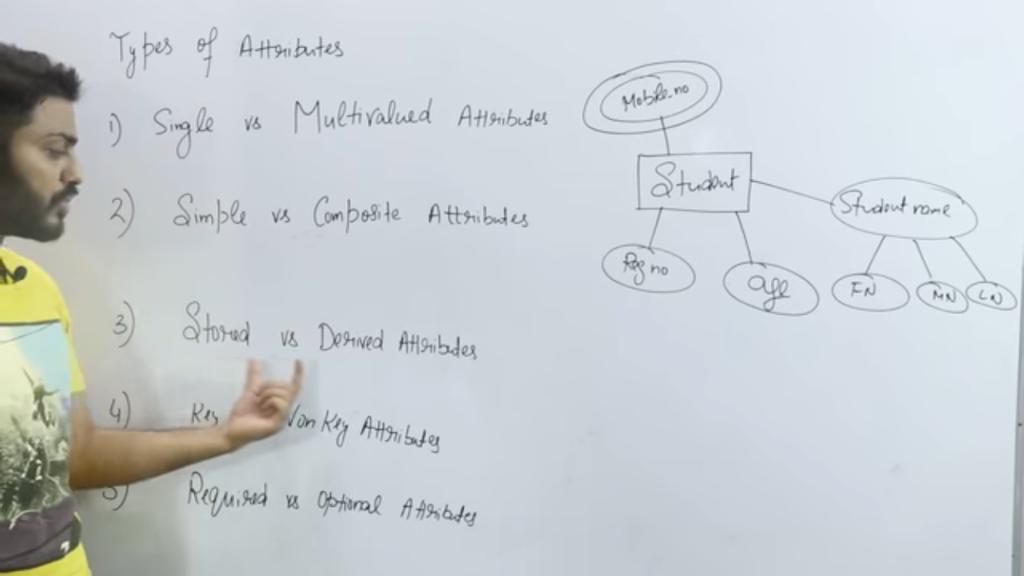 Types of Attributes
1) Single vs Multivalued Attributes
2) Simple vs Composite Attributes
3) Stored vs Derived Attributes
4) Key Non Key Attributes
5) Required vs Optional Attributes
Mobile.no
Student
Student name
Reg no
Age
FN
MN
LN